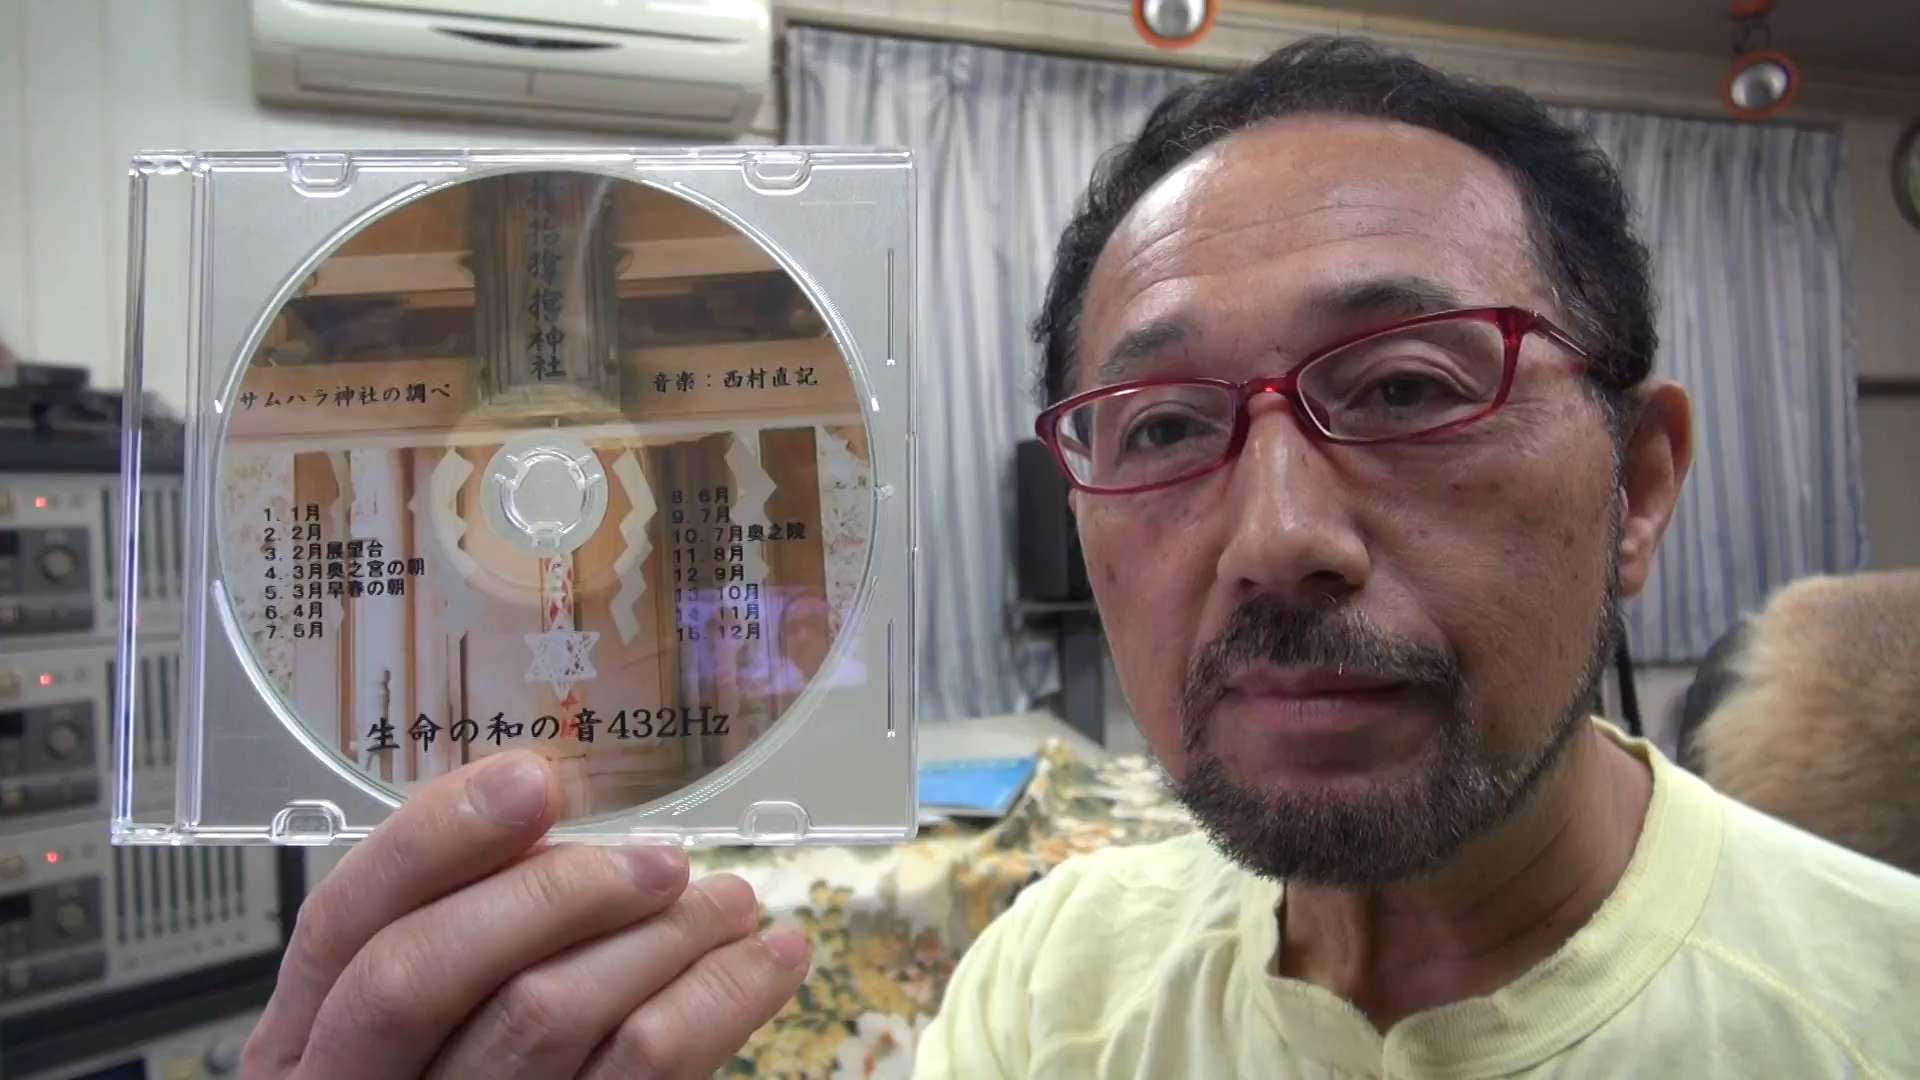 神社
サムハラ神社の調べ
音楽：西村直記
1. 1月
2. 2月
3. 2月展望台
4. 3月奥之宮の朝
5. 3月早春の朝
6. 4月
7. 5月
8. 6月
9. 7月
10. 7月奥之院
11. 8月
12. 9月
13. 10月
14. 11月
15. 12月
生命の和の音432Hz